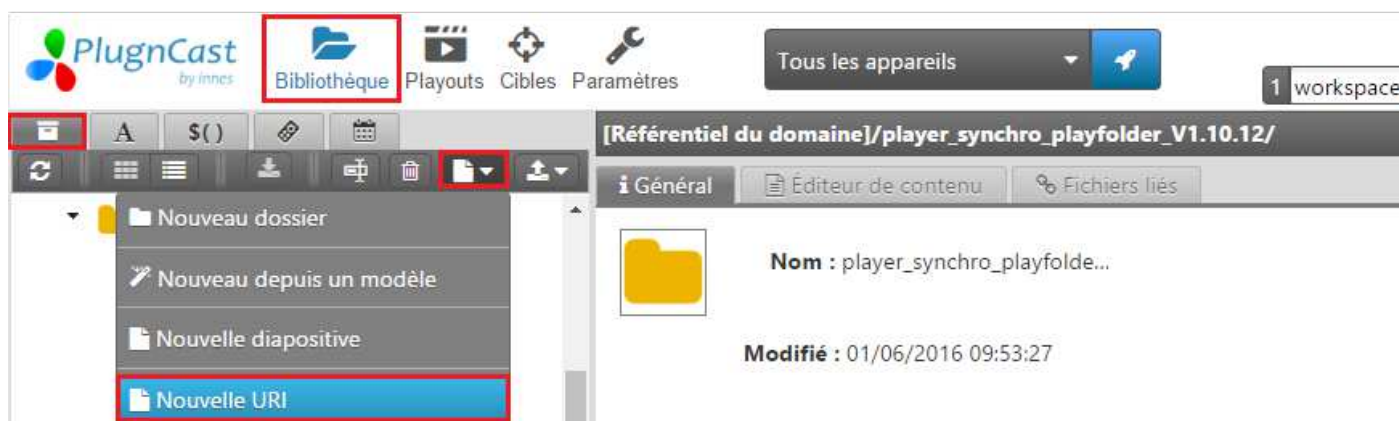 PlugnCast
by innes
Bibliothèque Playouts Cibles Paramètres
Tous les appareils
1 workspace
A $()
[Référentiel du domaine]/player_synchro_playfolder_V1.10.12/
Général Éditeur de contenu Fichiers liés
Nouveau dossier
Nom : player_synchro_playfolde...
Nouveau depuis un modèle
Nouvelle diapositive
Modifié : 01/06/2016 09:53:27
Nouvelle URI